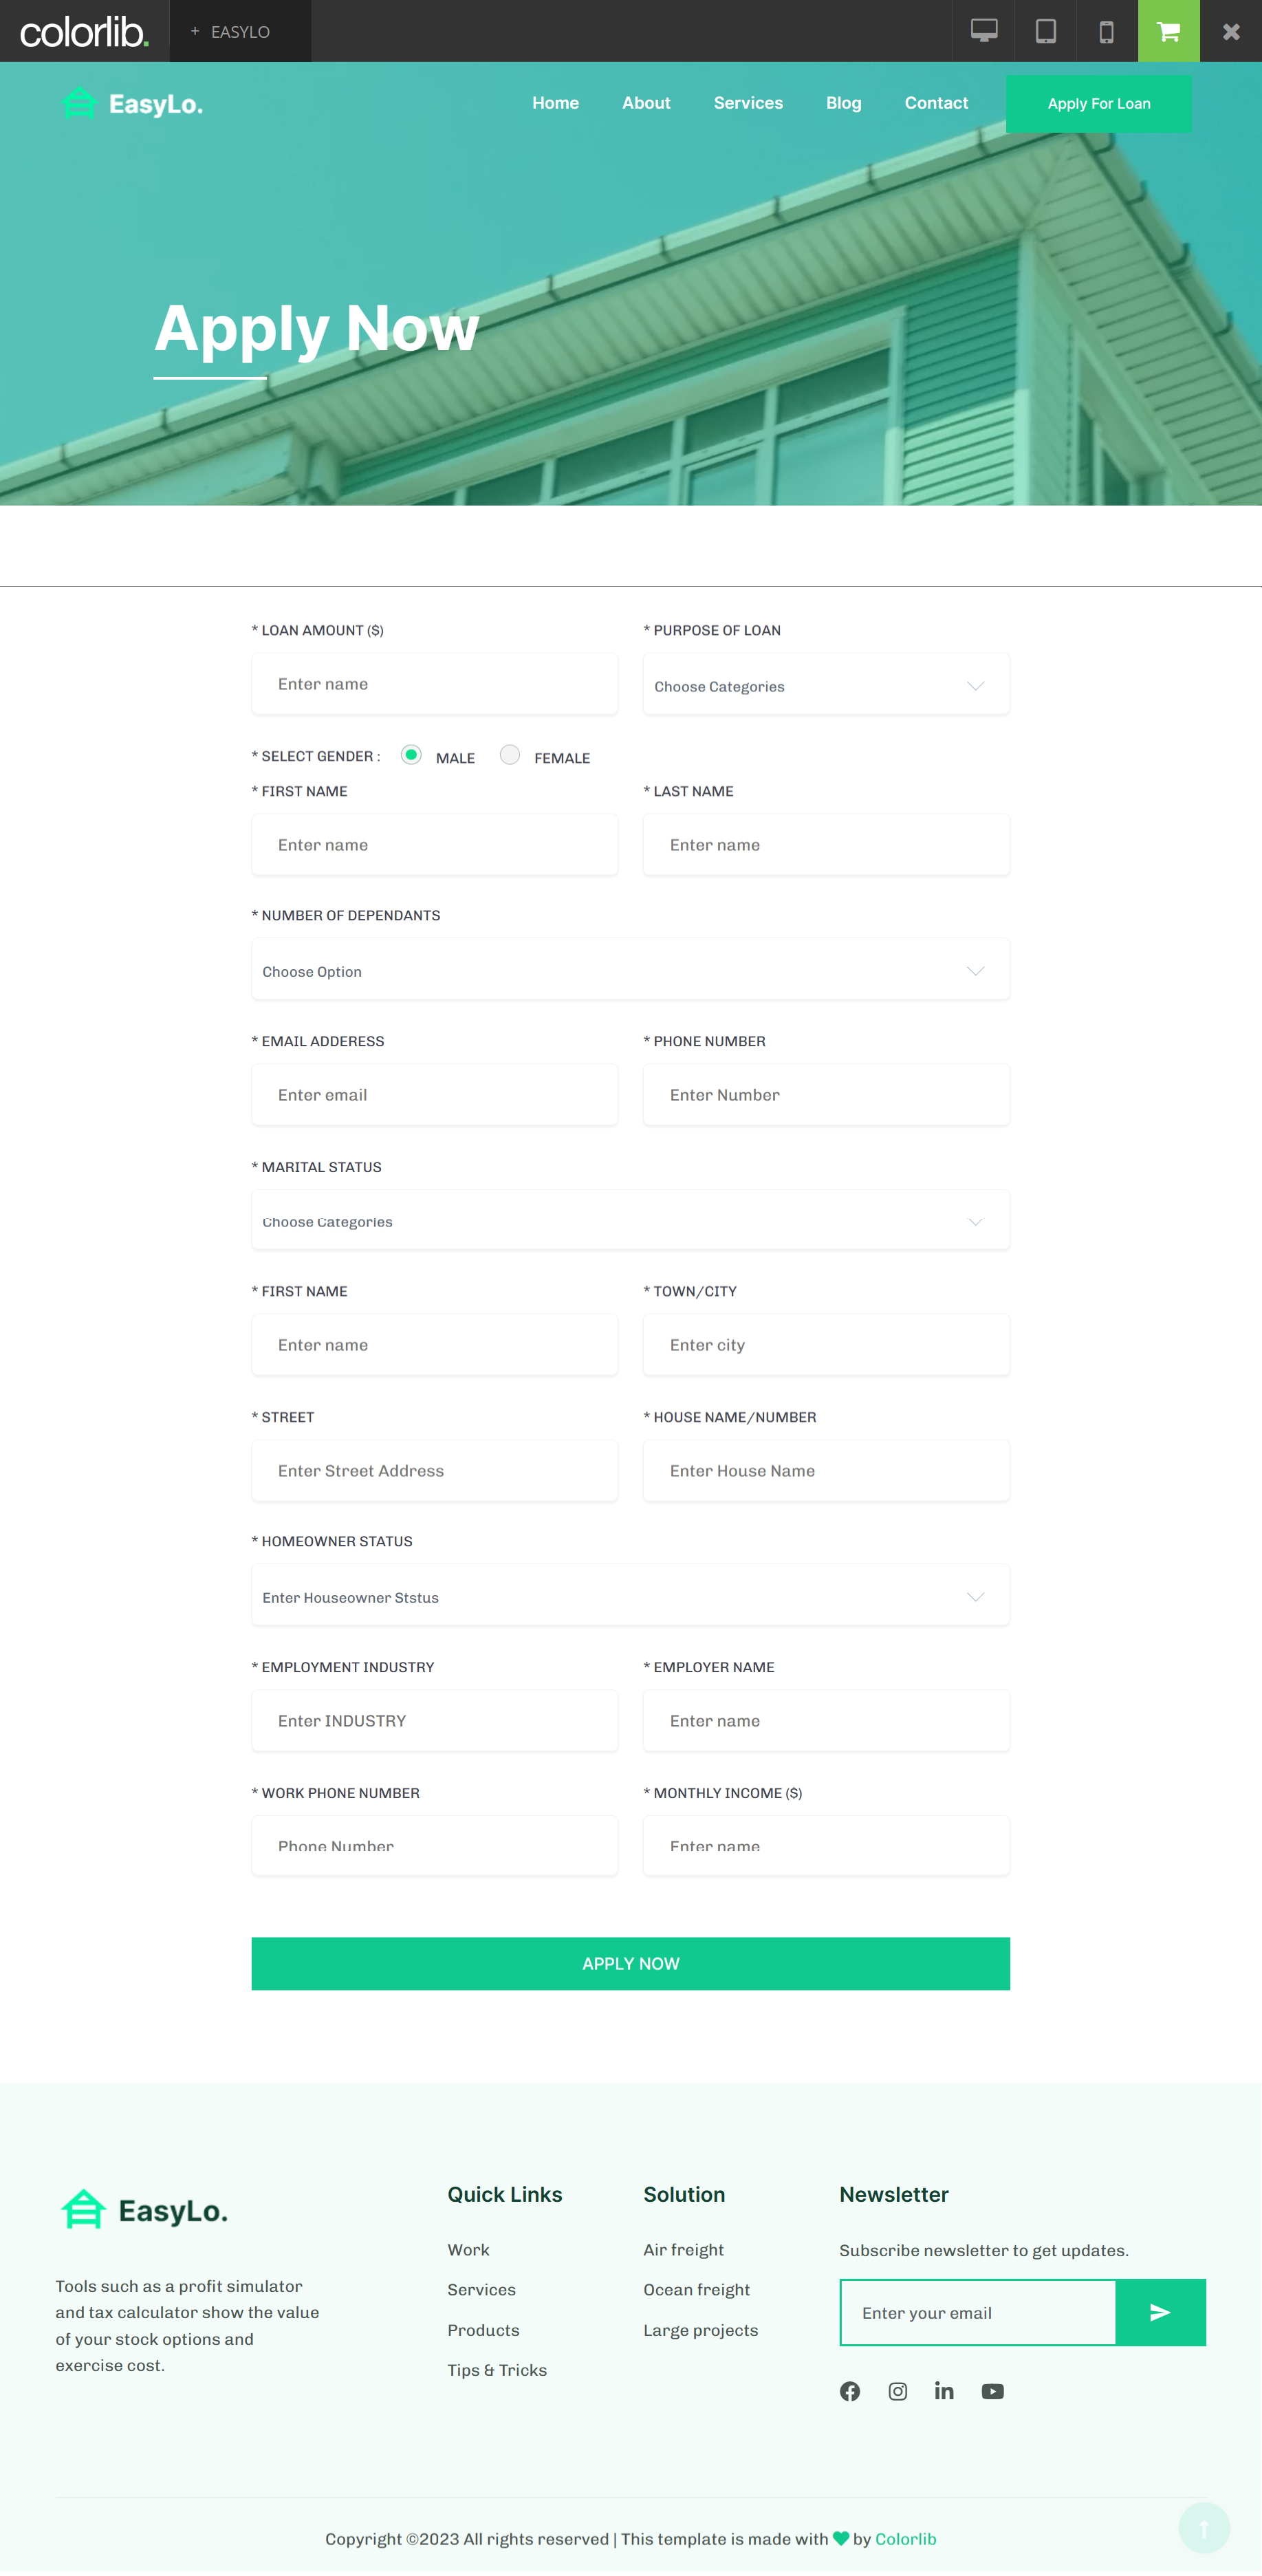 colorlib.
+ EASYLO
EasyLo.
Home
About
Services
Blog
Contact
Apply For Loan
Apply Now
* LOAN AMOUNT ($)
* PURPOSE OF LOAN
Enter name
Choose Categories
* SELECT GENDER :
MALE
FEMALE
* FIRST NAME
* LAST NAME
Enter name
Enter name
* NUMBER OF DEPENDANTS
Choose Option
* EMAIL ADDERESS
* PHONE NUMBER
Enter email
Enter Number
* MARITAL STATUS
Choose Categories
* FIRST NAME
* TOWN/CITY
Enter name
Enter city
* STREET
* HOUSE NAME/NUMBER
Enter Street Address
Enter House Name
* HOMEOWNER STATUS
Enter Houseowner Ststus
* EMPLOYMENT INDUSTRY
* EMPLOYER NAME
Enter INDUSTRY
Enter name
* WORK PHONE NUMBER
* MONTHLY INCOME ($)
Phone Number
Enter name
APPLY NOW
EasyLo.
Tools such as a profit simulator
and tax calculator show the value
of your stock options and
exercise cost.
Quick Links
Work
Services
Products
Tips & Tricks
Solution
Air freight
Ocean freight
Large projects
Newsletter
Subscribe newsletter to get updates.
Enter your email
Copyright ©2023 All rights reserved | This template is made with by Colorlib